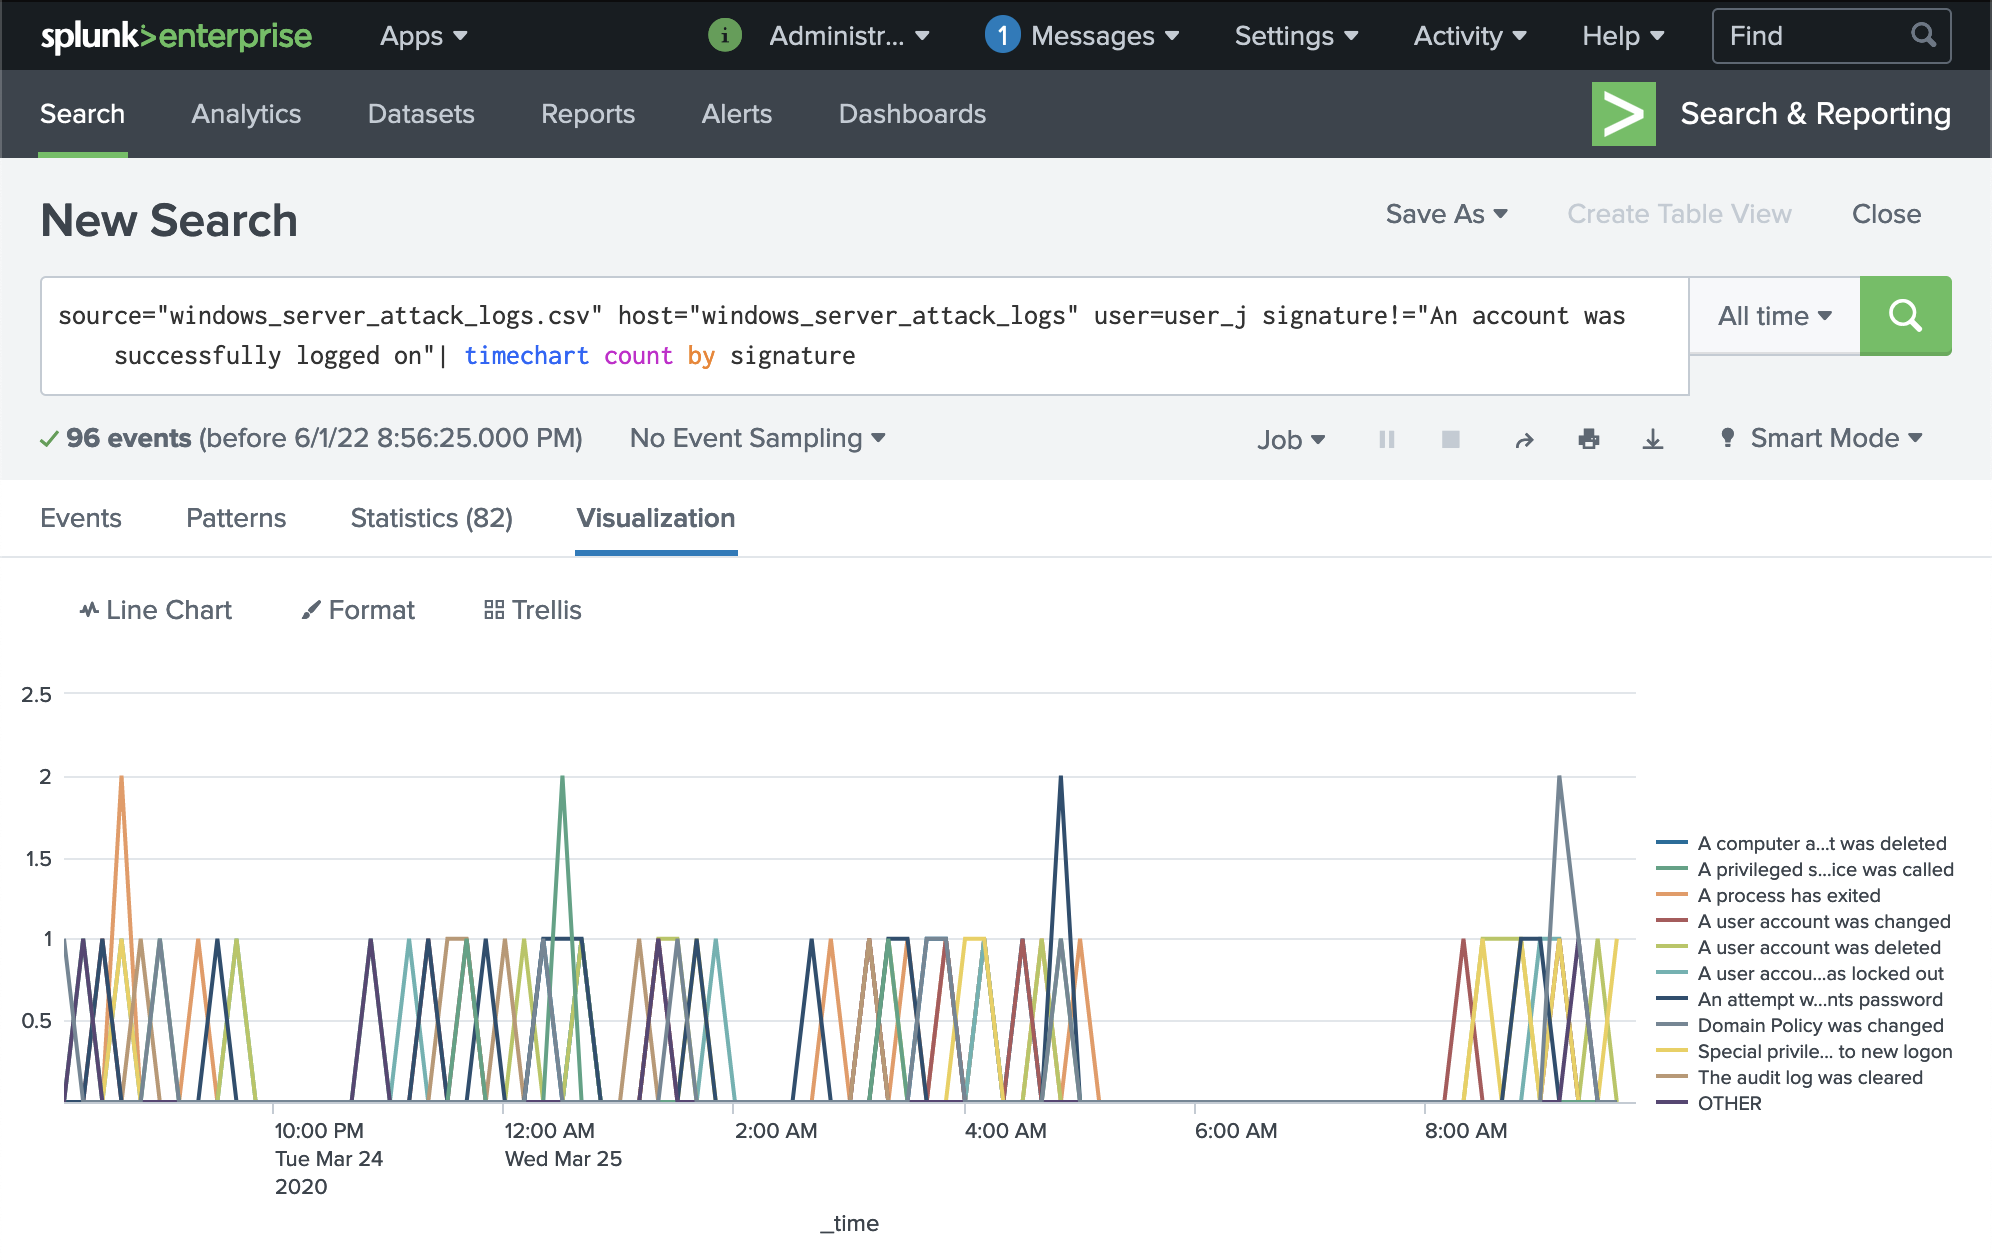 splunk>enterprise Apps i Administr... 1 Messages Settings Activity Help Find
Search Analytics Datasets Reports Alerts Dashboards > Search & Reporting
New Search
Save As Create Table View Close
source="windows_server_attack_logs.csv" host="windows_server_attack_logs" user=user_j signature!="An account was
successfully logged on"| timechart count by signature
All time
96 events (before 6/1/22 8:56:25.000 PM) No Event Sampling Job Smart Mode
Events Patterns Statistics (82) Visualization
Line Chart Format Trellis
2.5
2
1.5
1
0.5
A computer a...t was deleted
A privileged s...ice was called
A process has exited
A user account was changed
A user account was deleted
A user accou...as locked out
An attempt w...nts password
Domain Policy was changed
Special privile... to new logon
The audit log was cleared
OTHER
10:00 PM 12:00 AM 2:00 AM 4:00 AM 6:00 AM 8:00 AM
Tue Mar 24 Wed Mar 25
2020
_time